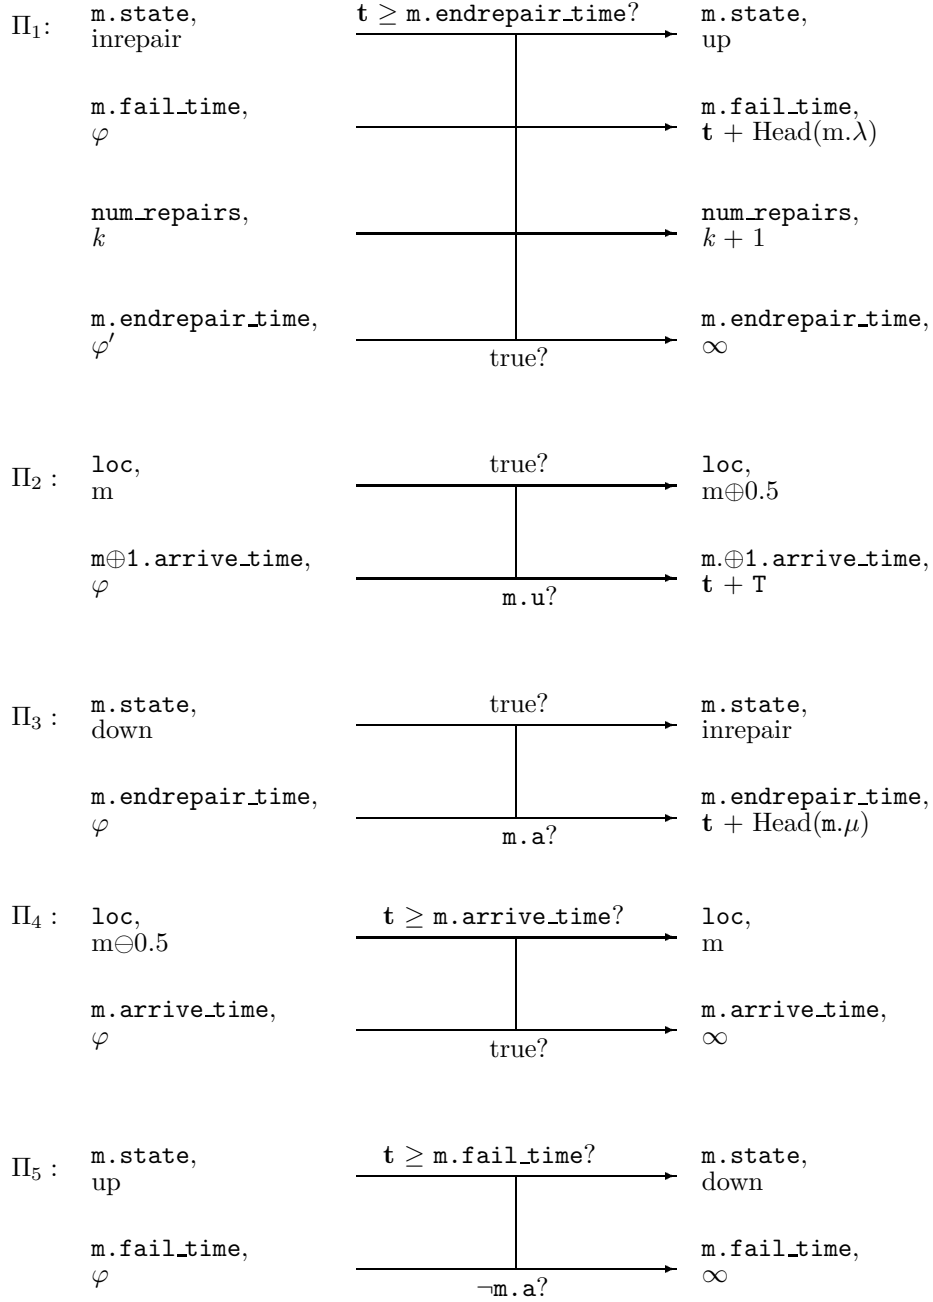 Π₁: m.state, t ≥ m.endrepair_time? m.state,
inrepair up
m.fail_time, m.fail_time,
φ t + Head(m.λ)
num_repairs, num_repairs,
k k + 1
m.endrepair_time, m.endrepair_time,
φ′ true? ∞
Π₂ : loc, true? loc,
m m⊕0.5
m⊕1.arrive_time, m.⊕1.arrive_time,
φ m.u? t + T
Π₃ : m.state, true? m.state,
down inrepair
m.endrepair_time, m.endrepair_time,
φ m.a? t + Head(m.μ)
Π₄ : loc, t ≥ m.arrive_time? loc,
m⊖0.5 m
m.arrive_time, m.arrive_time,
φ true? ∞
Π₅ : m.state, t ≥ m.fail_time? m.state,
up down
m.fail_time, m.fail_time,
φ ¬m.a? ∞